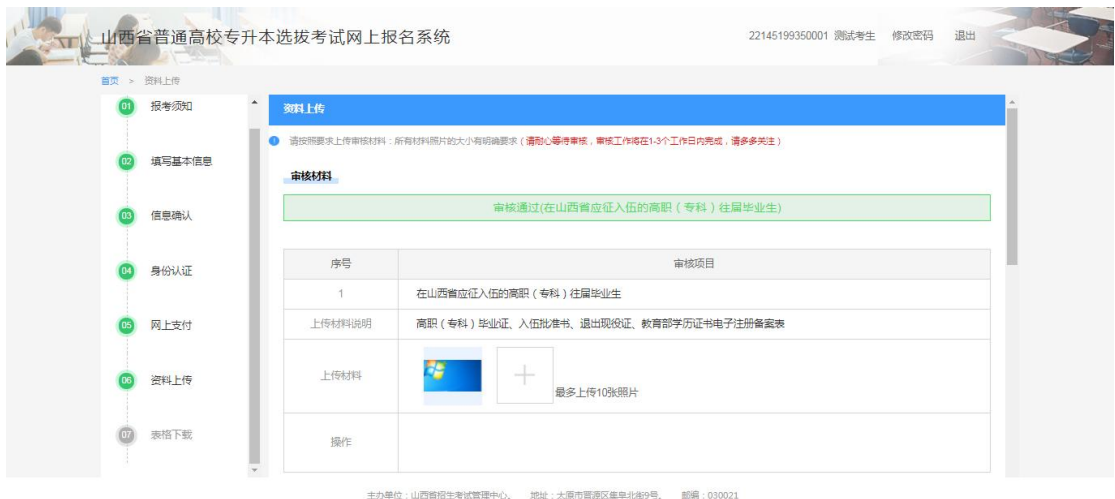 山西省普通高校专升本选拔考试网上报名系统
22145199350001 测试考生 修改密码 退出
首页 > 资料上传
01 报考须知
02 填写基本信息
03 信息确认
04 身份认证
05 网上支付
06 资料上传
07 表格下载
资料上传
请按照要求上传审核材料：所有材料照片的大小有明确要求（请耐心等待审核，审核工作将在1-3个工作日内完成，请多多关注）
审核材料
审核通过(在山西省应征入伍的高职（专科）往届毕业生)
序号 审核项目
1 在山西省应征入伍的高职（专科）往届毕业生
上传材料说明 高职（专科）毕业证、入伍批准书、退出现役证、教育部学历证书电子注册备案表
上传材料 最多上传10张照片
操作
主办单位：山西省招生考试管理中心、 地址：太原市晋源区集阜北街9号、 邮编：030021